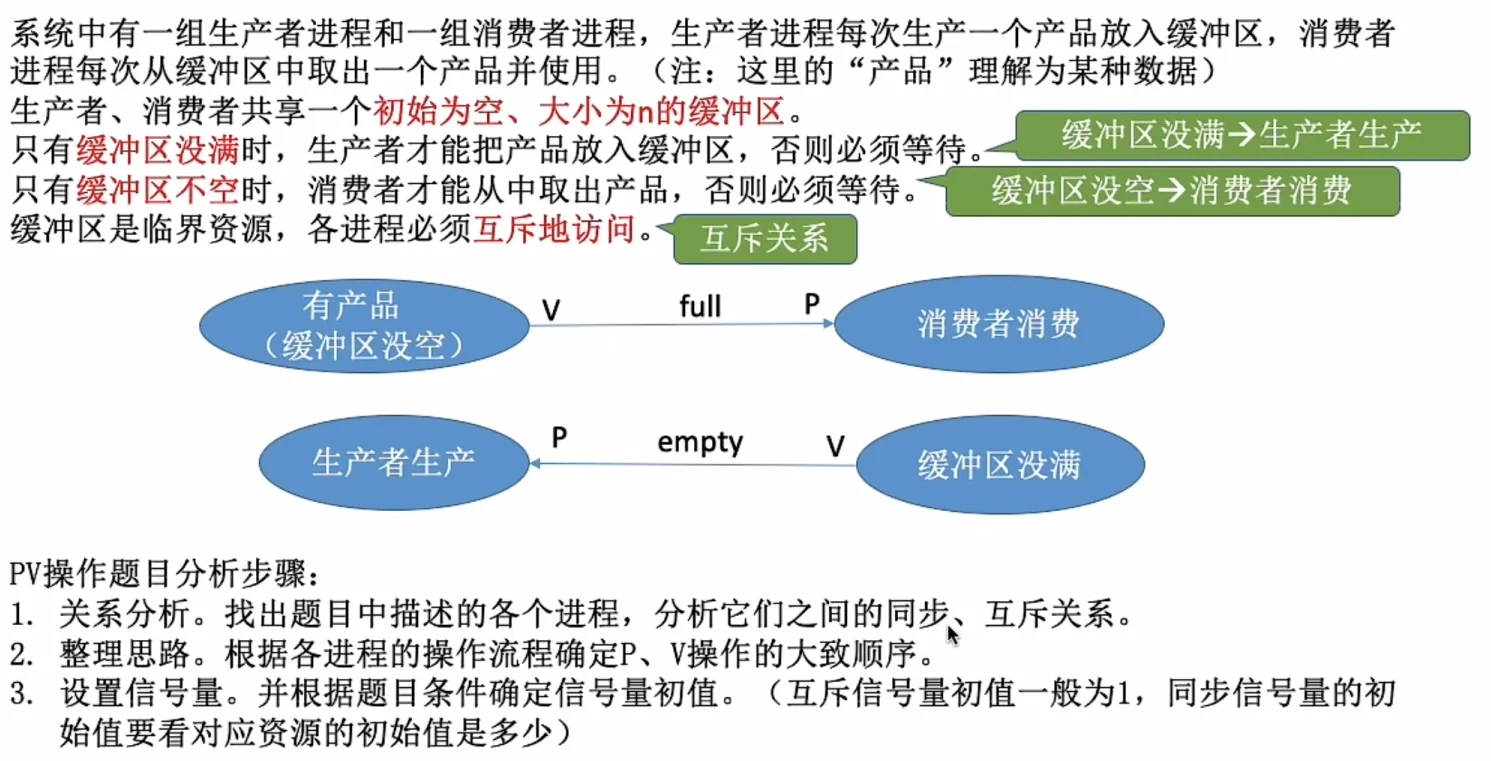 系统中有一组生产者进程和一组消费者进程，生产者进程每次生产一个产品放入缓冲区，消费者
进程每次从缓冲区中取出一个产品并使用。（注：这里的“产品”理解为某种数据）
生产者、消费者共享一个初始为空、大小为n的缓冲区。
只有缓冲区没满时，生产者才能把产品放入缓冲区，否则必须等待。
缓冲区没满→生产者生产
只有缓冲区不空时，消费者才能从中取出产品，否则必须等待。
缓冲区没空→消费者消费
缓冲区是临界资源，各进程必须互斥地访问。
互斥关系
有产品
（缓冲区没空）
V
full
P
消费者消费
生产者生产
P
empty
V
缓冲区没满
PV操作题目分析步骤：
1. 关系分析。找出题目中描述的各个进程，分析它们之间的同步、互斥关系。
2. 整理思路。根据各进程的操作流程确定P、V操作的大致顺序。
3. 设置信号量。并根据题目条件确定信号量初值。（互斥信号量初值一般为1，同步信号量的初
始值要看对应资源的初始值是多少）